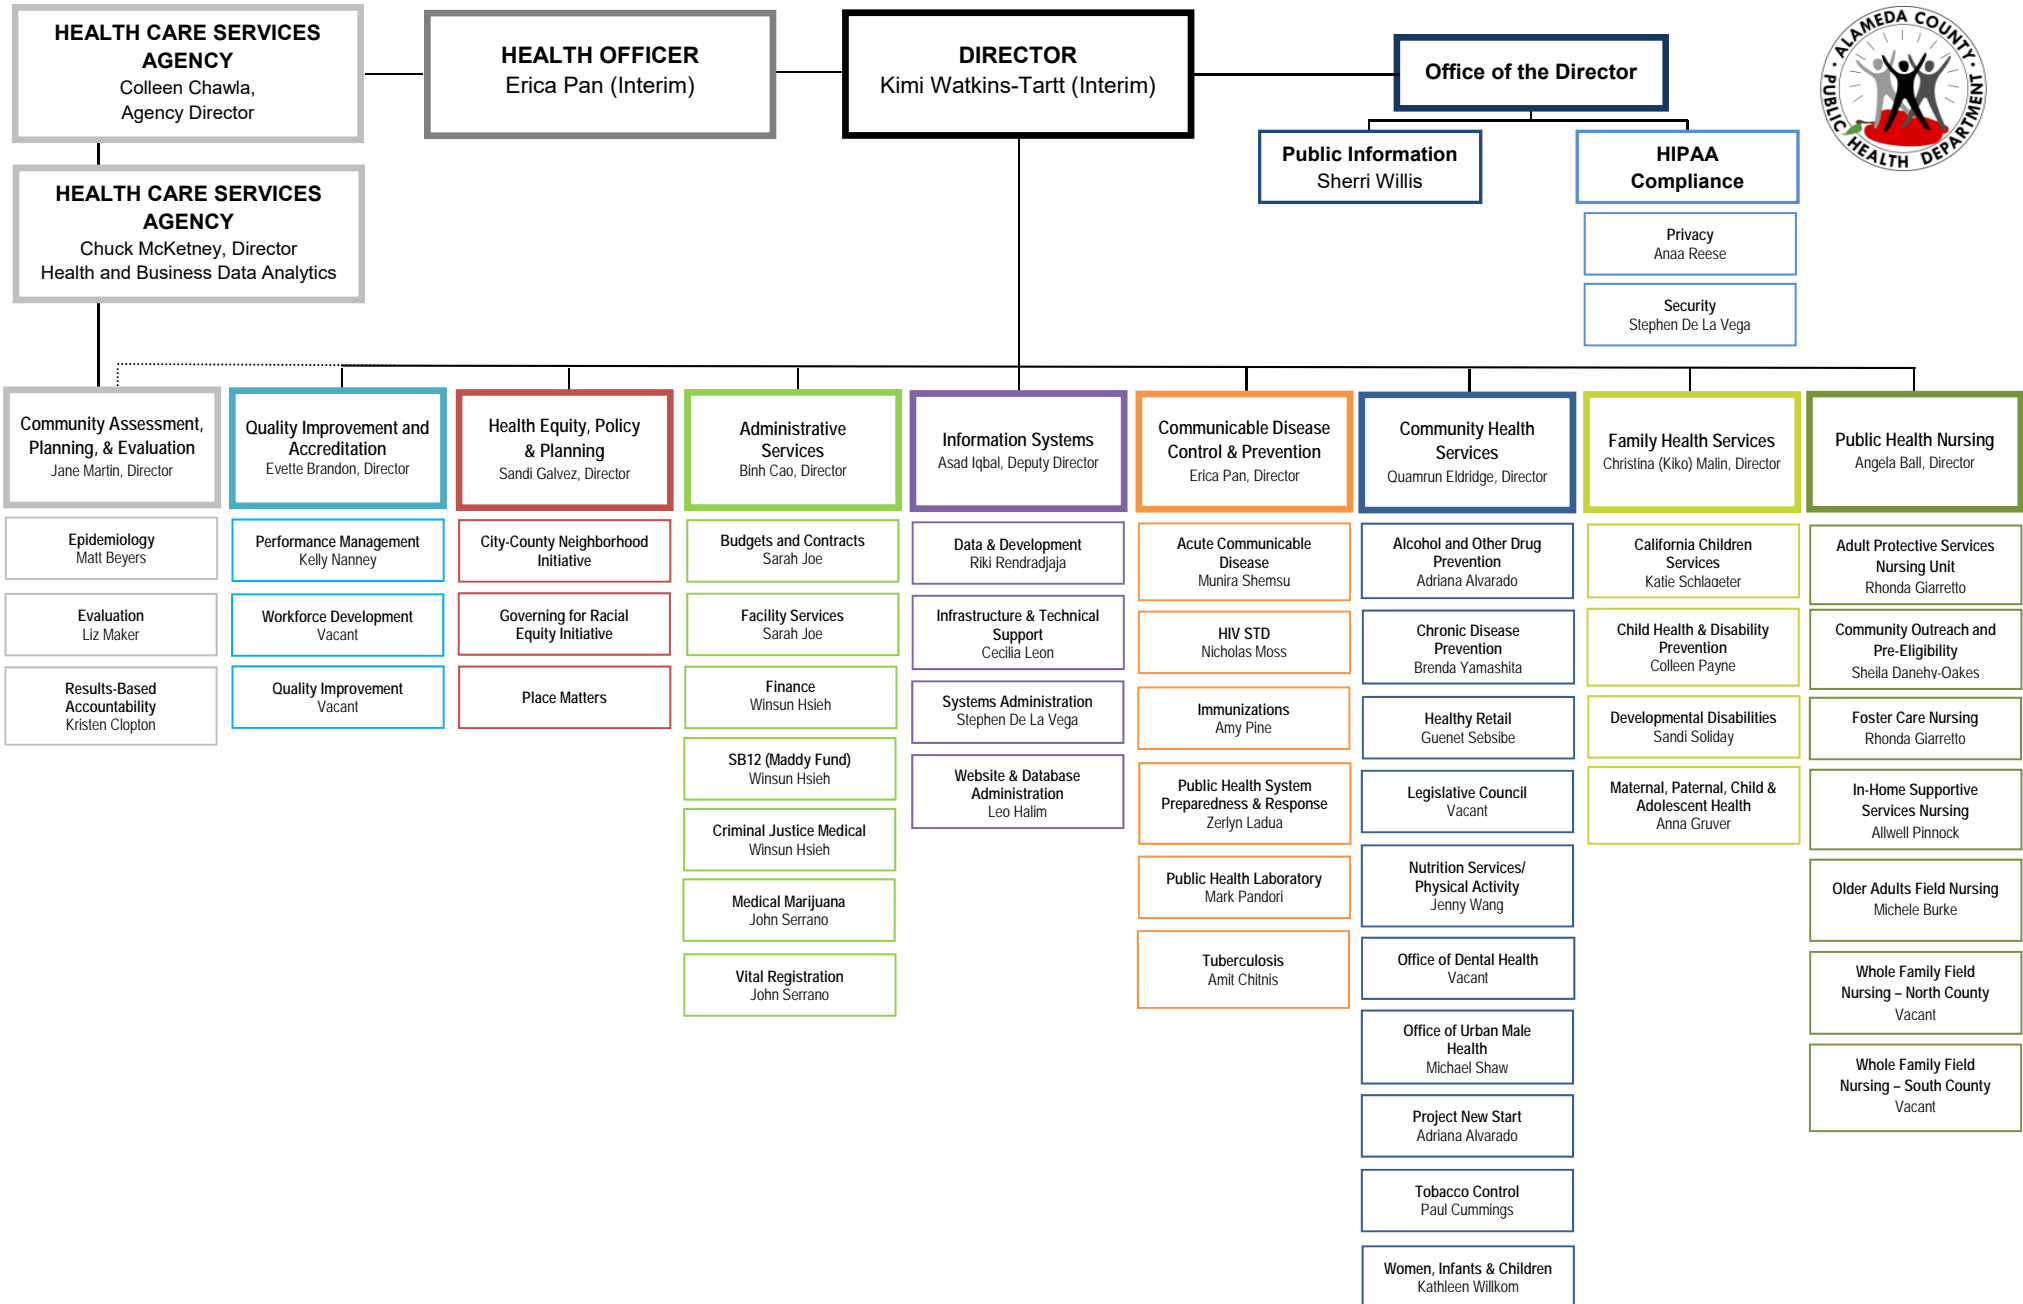 HEALTH CARE SERVICES
AGENCY
Colleen Chawla,
Agency Director
HEALTH OFFICER
Erica Pan (Interim)
DIRECTOR
Kimi Watkins-Tartt (Interim)
Office of the Director
ALAMEDA COUNTY
PUBLIC HEALTH DEPARTMENT
Public Information
Sherri Willis
HIPAA
Compliance
Privacy
Anaa Reese
Security
Stephen De La Vega
HEALTH CARE SERVICES
AGENCY
Chuck McKetney, Director
Health and Business Data Analytics
Community Assessment,
Planning, & Evaluation
Jane Martin, Director
Epidemiology
Matt Beyers
Evaluation
Liz Maker
Results-Based
Accountability
Kristen Clopton
Quality Improvement and
Accreditation
Evette Brandon, Director
Performance Management
Kelly Nanney
Workforce Development
Vacant
Quality Improvement
Vacant
Health Equity, Policy
& Planning
Sandi Galvez, Director
City-County Neighborhood
Initiative
Governing for Racial
Equity Initiative
Place Matters
Administrative
Services
Binh Cao, Director
Budgets and Contracts
Sarah Joe
Facility Services
Sarah Joe
Finance
Winsun Hsieh
SB12 (Maddy Fund)
Winsun Hsieh
Criminal Justice Medical
Winsun Hsieh
Medical Marijuana
John Serrano
Vital Registration
John Serrano
Information Systems
Asad Iqbal, Deputy Director
Data & Development
Riki Rendradjaja
Infrastructure & Technical
Support
Cecilia Leon
Systems Administration
Stephen De La Vega
Website & Database
Administration
Leo Halim
Communicable Disease
Control & Prevention
Erica Pan, Director
Acute Communicable
Disease
Munira Shemsu
HIV STD
Nicholas Moss
Immunizations
Amy Pine
Public Health System
Preparedness & Response
Zerlyn Ladua
Public Health Laboratory
Mark Pandori
Tuberculosis
Amit Chitnis
Community Health
Services
Quamrun Eldridge, Director
Alcohol and Other Drug
Prevention
Adriana Alvarado
Chronic Disease
Prevention
Brenda Yamashita
Healthy Retail
Guenet Sebsibe
Legislative Council
Vacant
Nutrition Services/
Physical Activity
Jenny Wang
Office of Dental Health
Vacant
Office of Urban Male
Health
Michael Shaw
Project New Start
Adriana Alvarado
Tobacco Control
Paul Cummings
Women, Infants & Children
Kathleen Willkom
Family Health Services
Christina (Kiko) Malin, Director
California Children
Services
Katie Schlageter
Child Health & Disability
Prevention
Colleen Payne
Developmental Disabilities
Sandi Soliday
Maternal, Paternal, Child &
Adolescent Health
Anna Gruver
Public Health Nursing
Angela Ball, Director
Adult Protective Services
Nursing Unit
Rhonda Giarretto
Community Outreach and
Pre-Eligibility
Sheila Danehy-Oakes
Foster Care Nursing
Rhonda Giarretto
In-Home Supportive
Services Nursing
Allwell Pinnock
Older Adults Field Nursing
Michele Burke
Whole Family Field
Nursing – North County
Vacant
Whole Family Field
Nursing – South County
Vacant